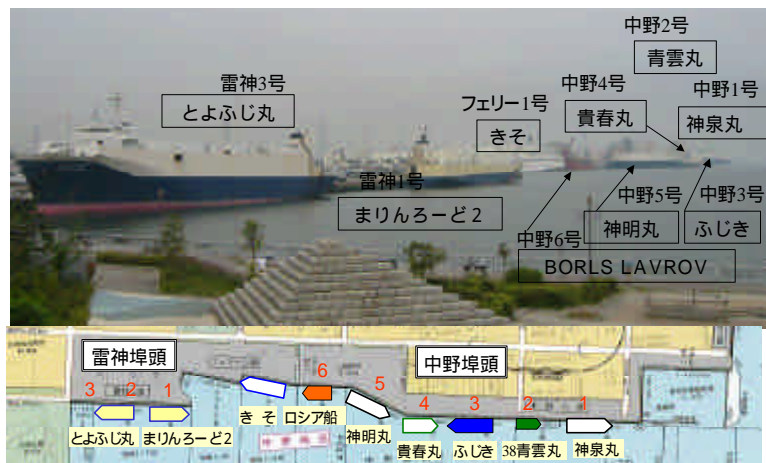 中野2号
青雲丸
雷神3号
とよふじ丸
中野4号
貴春丸
中野1号
神泉丸
フェリー1号
きそ
雷神1号
まりんろーど2
中野5号
神明丸
中野3号
ふじき
中野6号
BORLS LAVROV
雷神埠頭
中野埠頭
3 2 1
6
5
4 3 2 1
とよふじ丸
まりんろーど2
きそ
ロシア船
神明丸
貴春丸
ふじき
38青雲丸
神泉丸